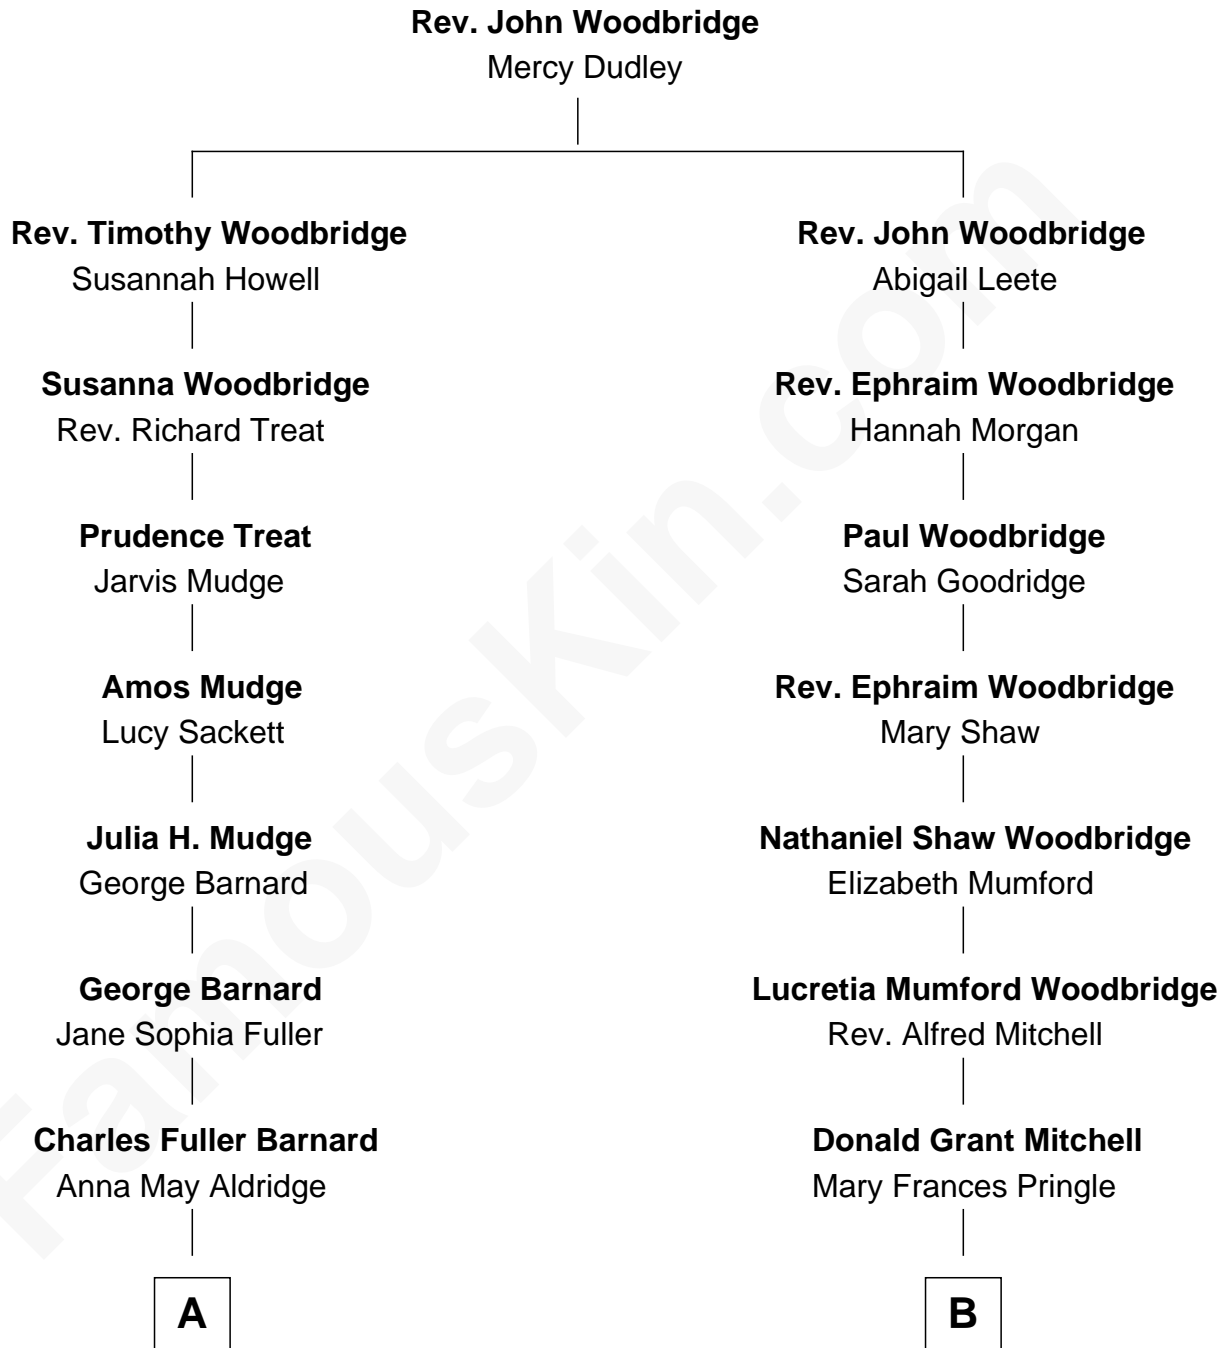 Rev. John Woodbridge
Mercy Dudley
Rev. Timothy Woodbridge
Susannah Howell
Susanna Woodbridge
Rev. Richard Treat
Prudence Treat
Jarvis Mudge
Amos Mudge
Lucy Sackett
Julia H. Mudge
George Barnard
George Barnard
Jane Sophia Fuller
Charles Fuller Barnard
Anna May Aldridge
A
Rev. John Woodbridge
Abigail Leete
Rev. Ephraim Woodbridge
Hannah Morgan
Paul Woodbridge
Sarah Goodridge
Rev. Ephraim Woodbridge
Mary Shaw
Nathaniel Shaw Woodbridge
Elizabeth Mumford
Lucretia Mumford Woodbridge
Rev. Alfred Mitchell
Donald Grant Mitchell
Mary Frances Pringle
B
FamousKin.com